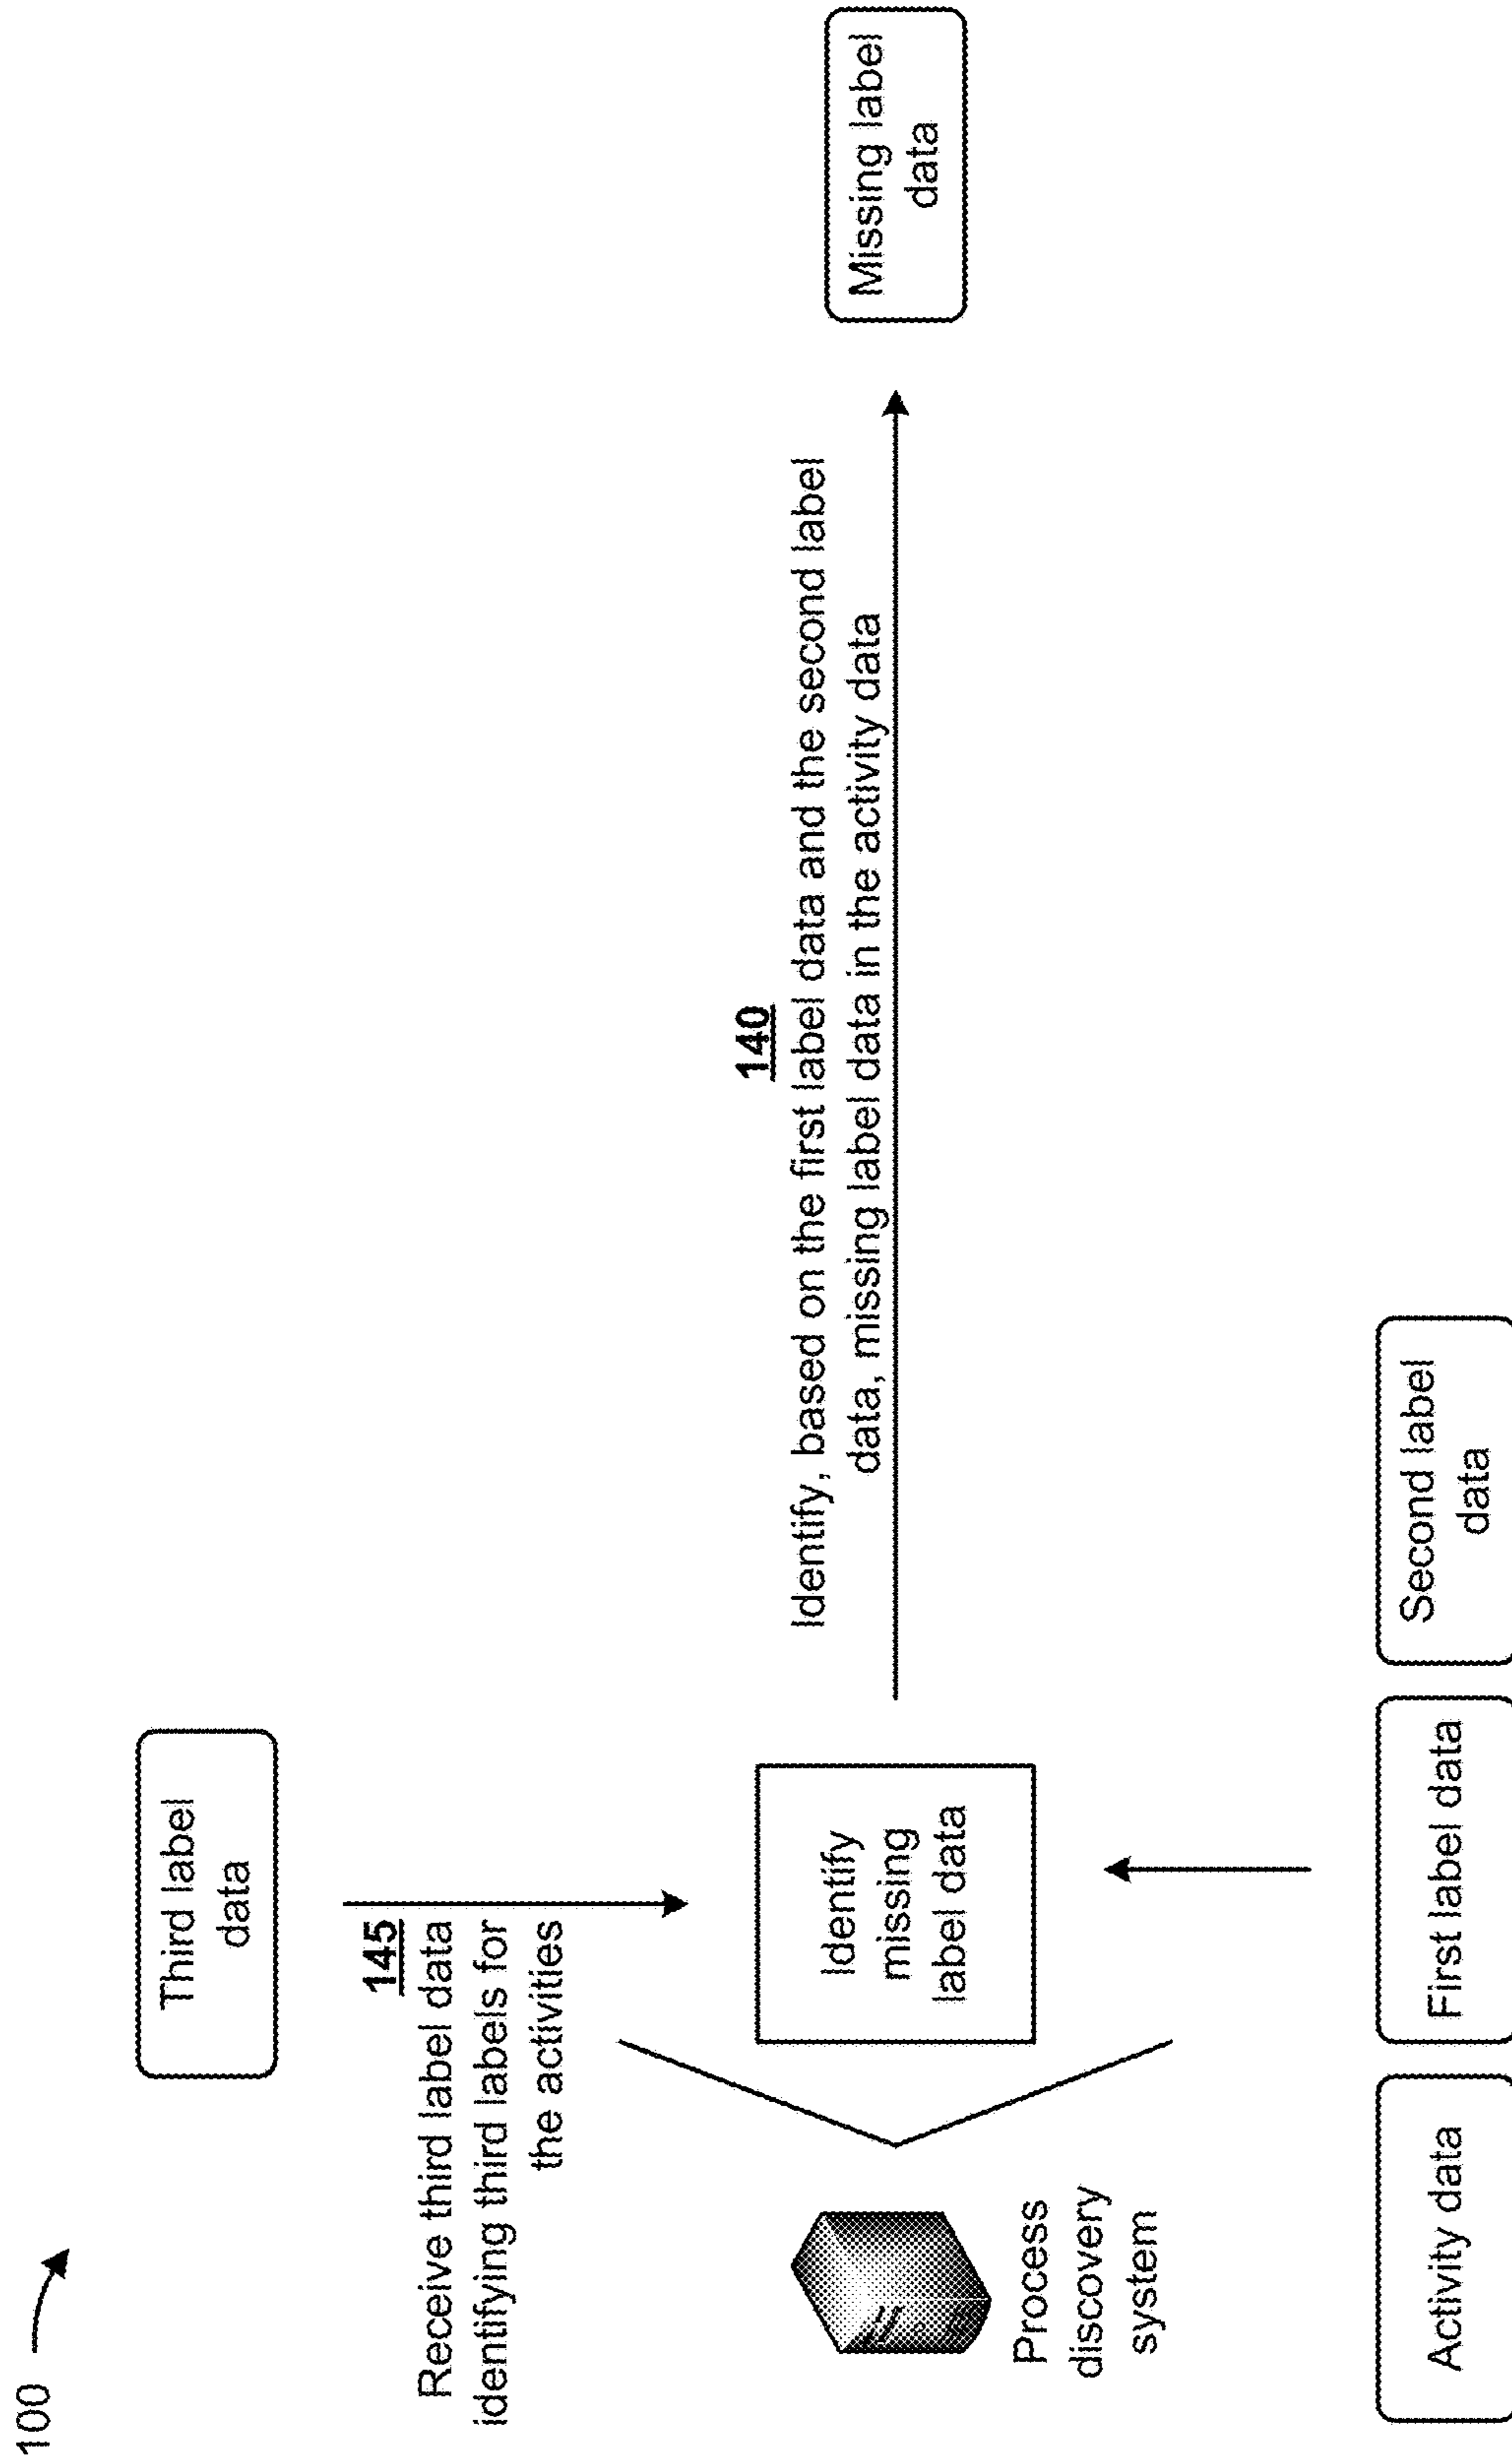 100
Third label
data
145
Receive third label data
identifying third labels for
the activities
140
Identify, based on the first label data and the second label
data, missing label data in the activity data
Identify
missing
label data
Missing label
data
Process
discovery
system
Activity data
First label data
Second label
data